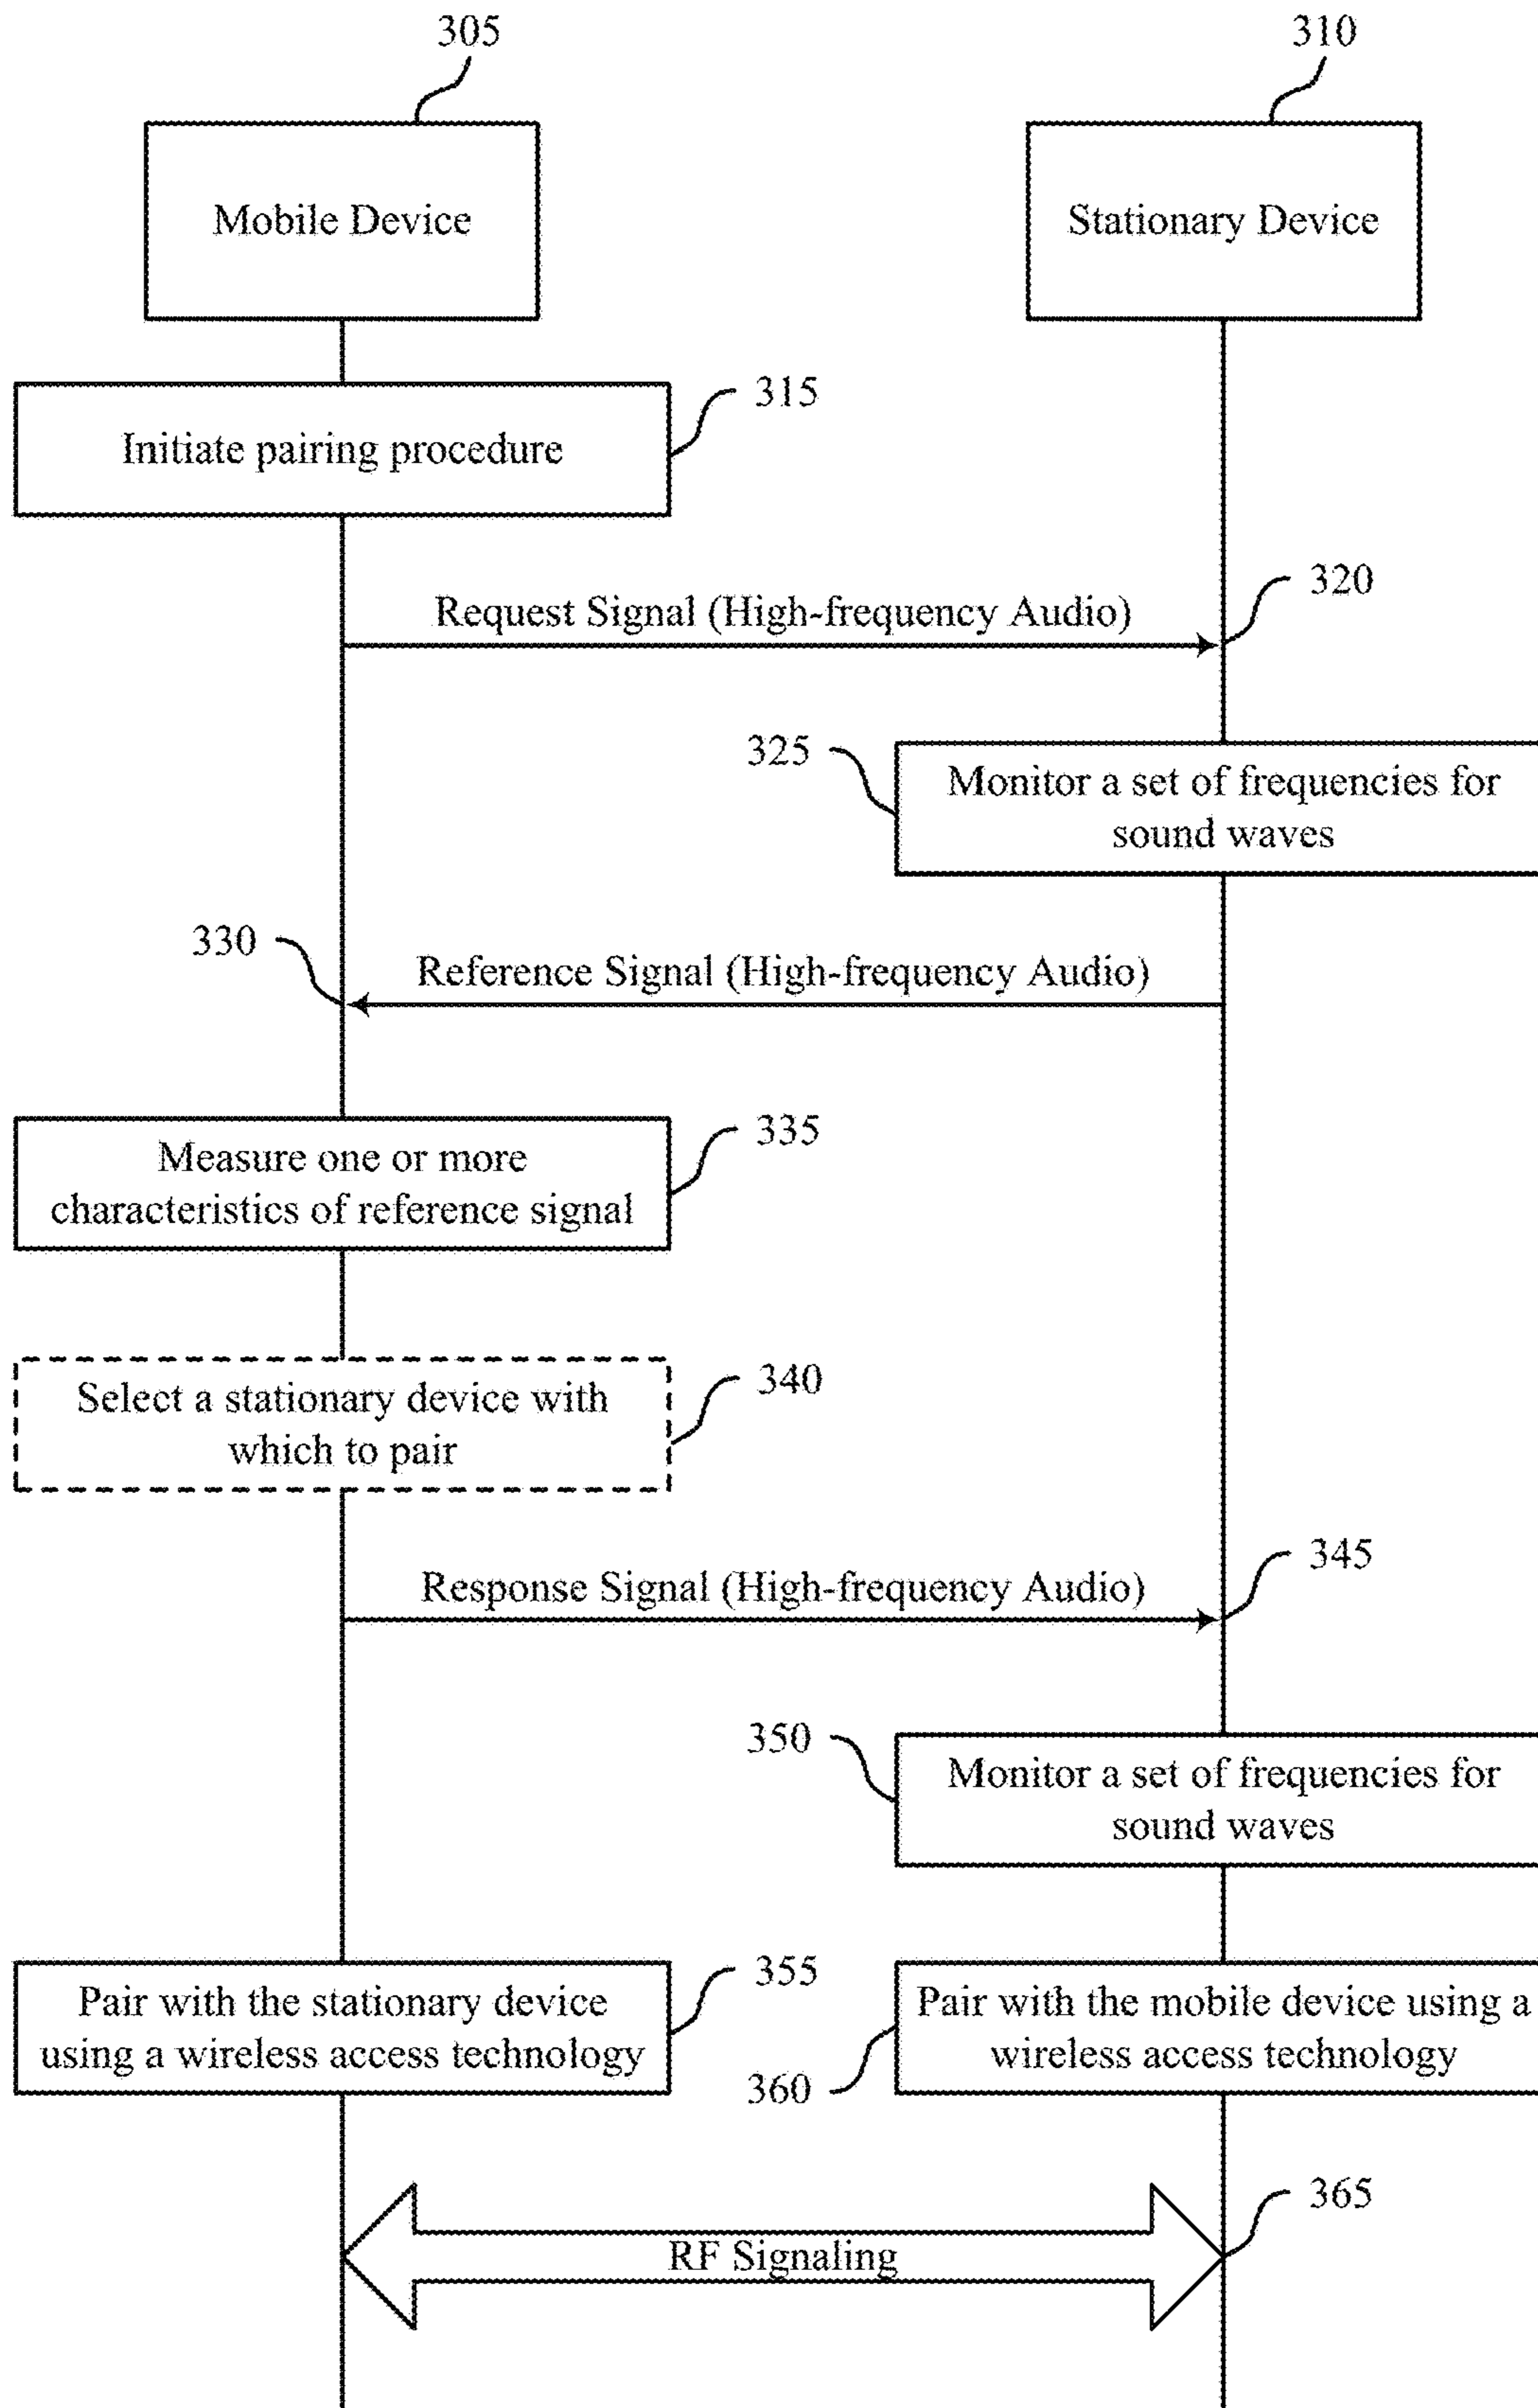 305
310
Mobile Device
Stationary Device
315
Initiate pairing procedure
320
Request Signal (High-frequency Audio)
325
Monitor a set of frequencies for
sound waves
330
Reference Signal (High-frequency Audio)
335
Measure one or more
characteristics of reference signal
340
Select a stationary device with
which to pair
345
Response Signal (High-frequency Audio)
350
Monitor a set of frequencies for
sound waves
355
Pair with the stationary device
using a wireless access technology
Pair with the mobile device using a
wireless access technology
360
365
RF Signaling